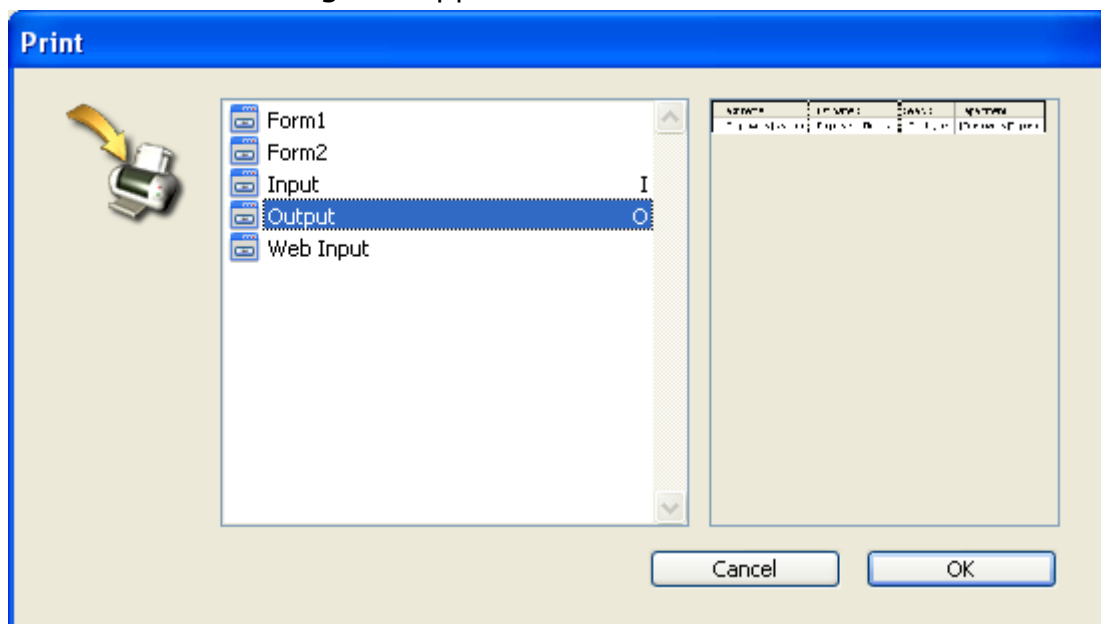 Print
Form1
Form2
Input I
Output O
Web Input
Cancel OK